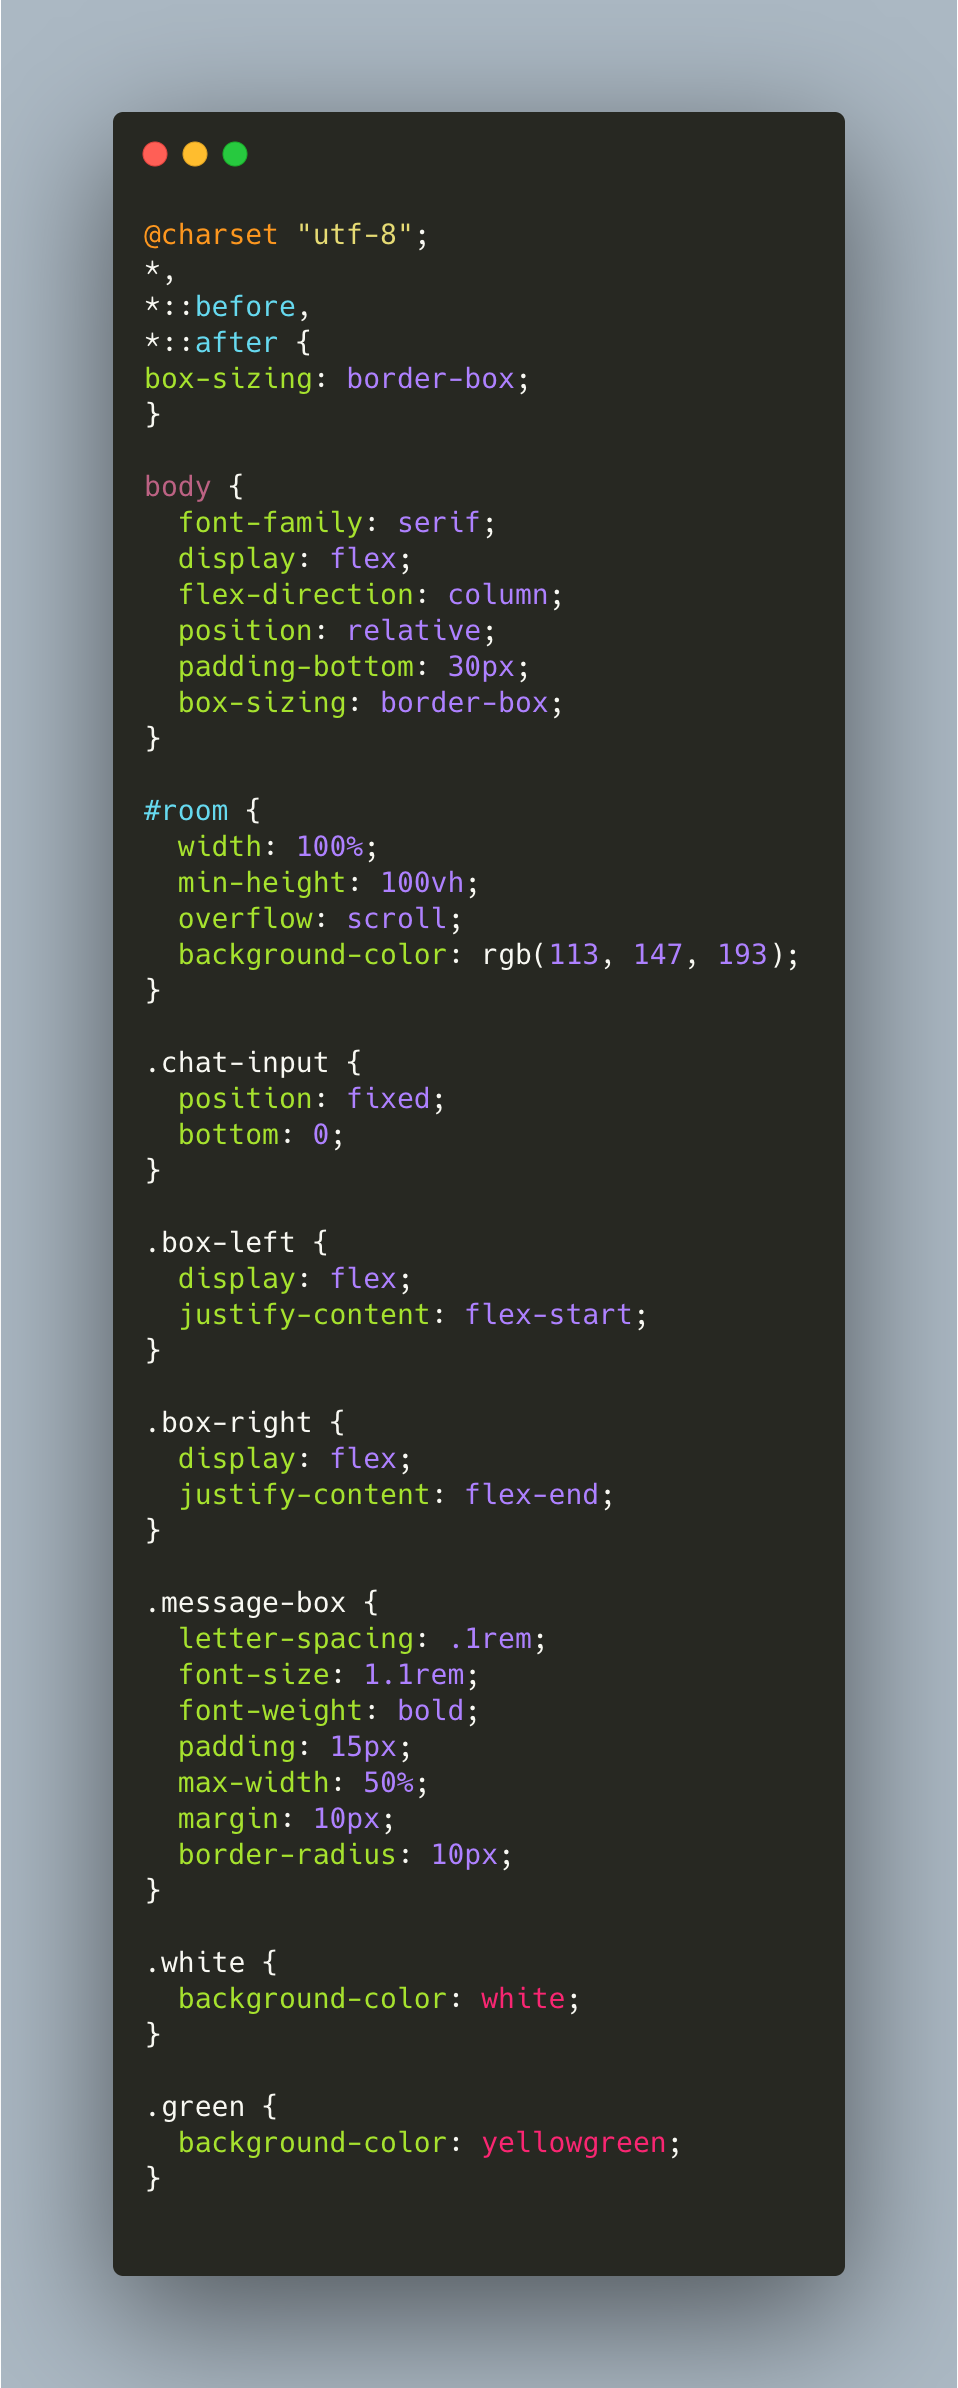 @charset "utf-8";
*,
*::before,
*::after {
box-sizing: border-box;
}

body {
  font-family: serif;
  display: flex;
  flex-direction: column;
  position: relative;
  padding-bottom: 30px;
  box-sizing: border-box;
}

#room {
  width: 100%;
  min-height: 100vh;
  overflow: scroll;
  background-color: rgb(113, 147, 193);
}

.chat-input {
  position: fixed;
  bottom: 0;
}

.box-left {
  display: flex;
  justify-content: flex-start;
}

.box-right {
  display: flex;
  justify-content: flex-end;
}

.message-box {
  letter-spacing: .1rem;
  font-size: 1.1rem;
  font-weight: bold;
  padding: 15px;
  max-width: 50%;
  margin: 10px;
  border-radius: 10px;
}

.white {
  background-color: white;
}

.green {
  background-color: yellowgreen;
}